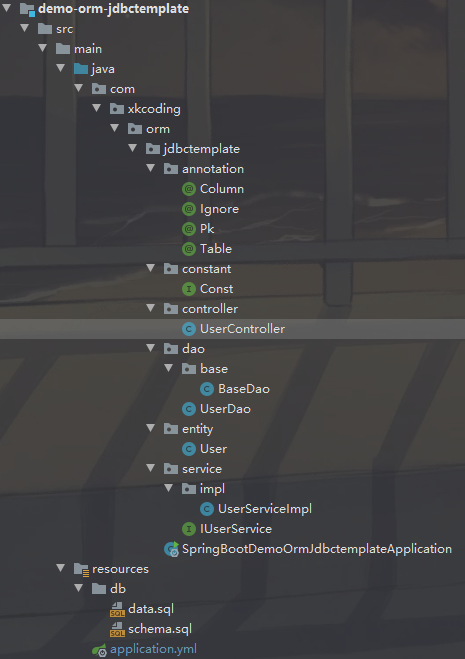 demo-orm-jdbctemplate
src
main
java
com
xkcoding
orm
jdbctemplate
annotation
Column
Ignore
Pk
Table
constant
Const
controller
UserController
dao
base
BaseDao
UserDao
entity
User
service
impl
UserServiceImpl
IUserService
SpringBootDemoOrmJdbctemplateApplication
resources
db
data.sql
schema.sql
application.yml